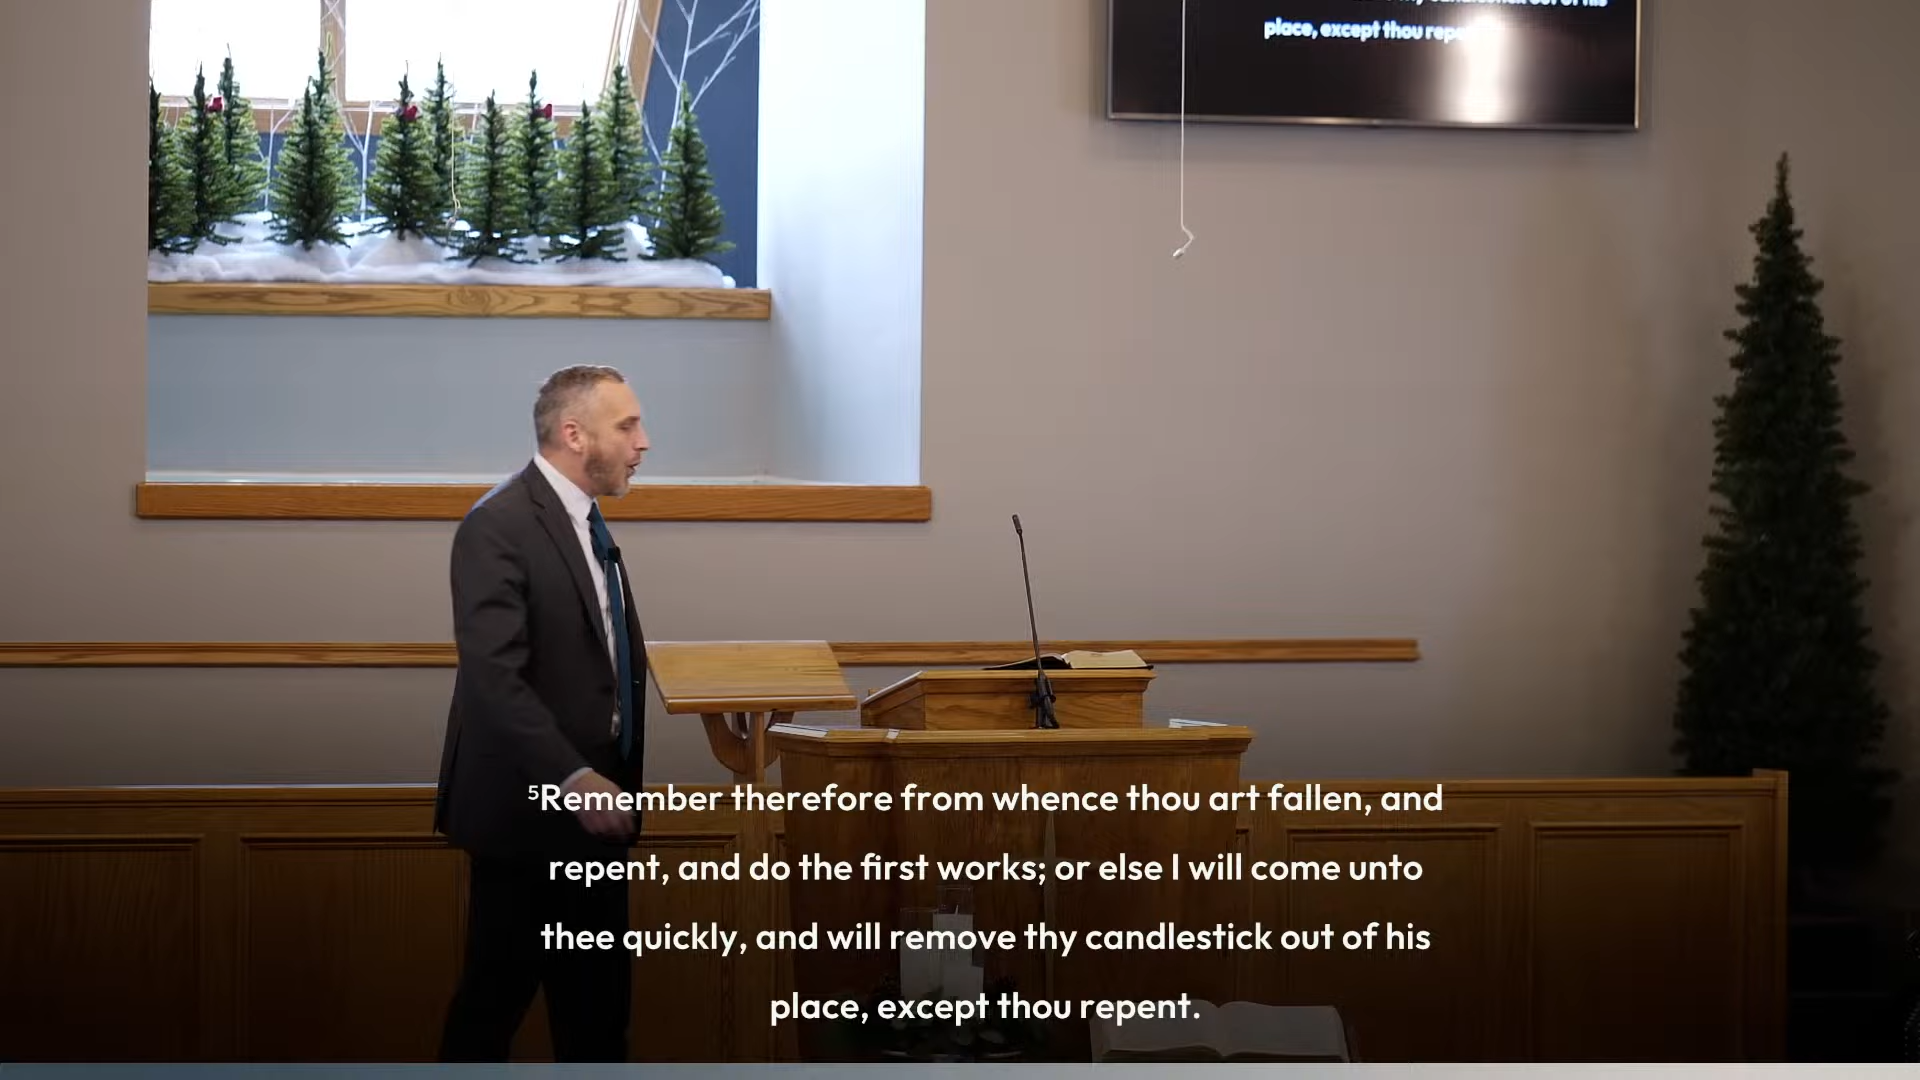 place, except thou
⁵Remember therefore from whence thou art fallen, and
repent, and do the first works; or else I will come unto
thee quickly, and will remove thy candlestick out of his
place, except thou repent.